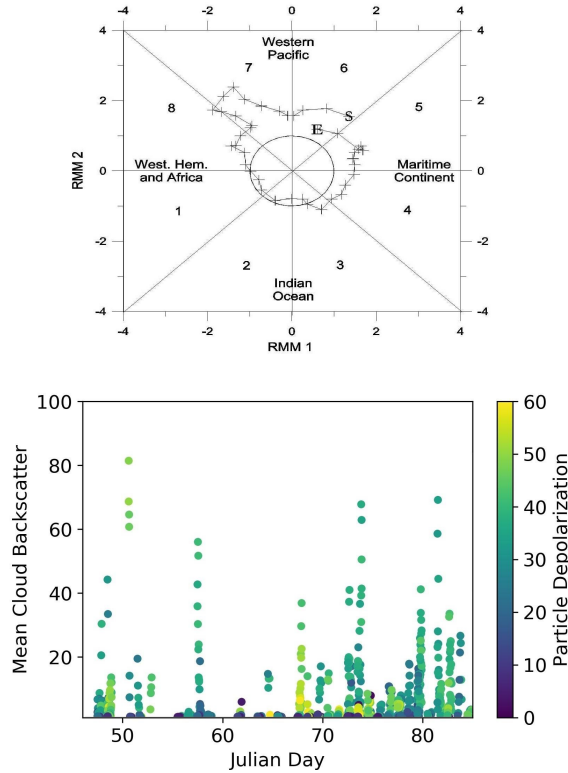 -4 -2 0 2 4
4 4
Western
Pacific
7 6
2 2
8 5
S
E
RMM 2
0 0
West. Hem.
and Africa
Maritime
Continent
1 4
-2 -2
2 3
Indian
Ocean
-4 -4
-4 -2 0 2 4
RMM 1
100
80
60
40
20
Mean Cloud Backscatter
50 60 70 80
Julian Day
60
50
40
30
20
10
0
Particle Depolarization